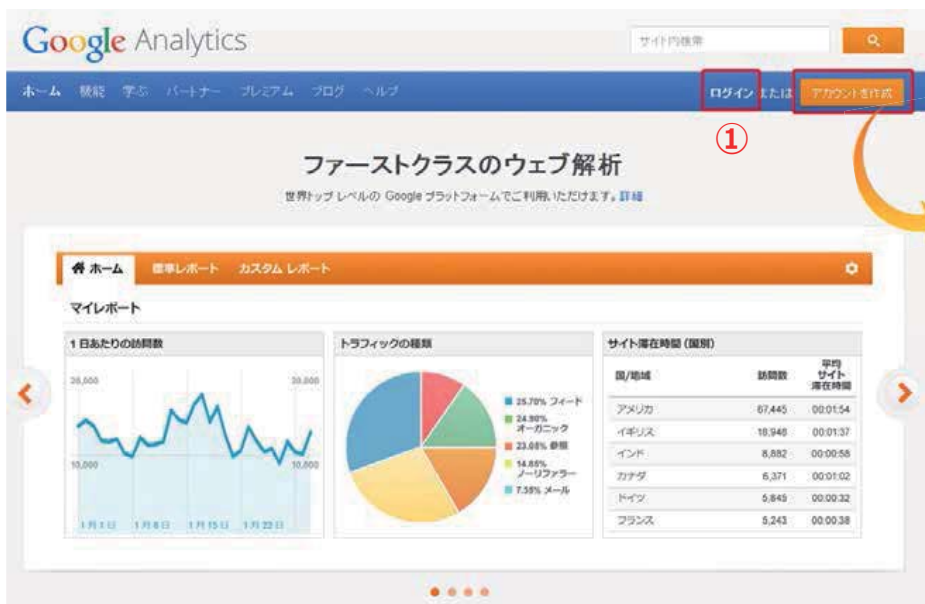 Google Analytics
サイト内検索
ホーム 機能 学ぶ パートナー プレミアム ブログ ヘルプ
ログイン または アカウントを作成
①
ファーストクラスのウェブ解析
世界トップ レベルの Google プラットフォームでご利用いただけます。詳細
ホーム 標準レポート カスタム レポート
マイレポート
1 日あたりの訪問数
20,000 20,000
10,000 10,000
1月1日 1月8日 1月15日 1月22日
トラフィックの種類
25.70% フィード
24.90%
オーガニック
23.08% 参照
14.85%
ノーリファラー
7.35% メール
サイト滞在時間 (国別)
国/地域 訪問数 平均サイト滞在時間
アメリカ 67,445 00:01:54
イギリス 18,948 00:01:37
インド 8,882 00:00:58
カナダ 6,371 00:01:02
ドイツ 5,845 00:00:32
フランス 5,243 00:00:38